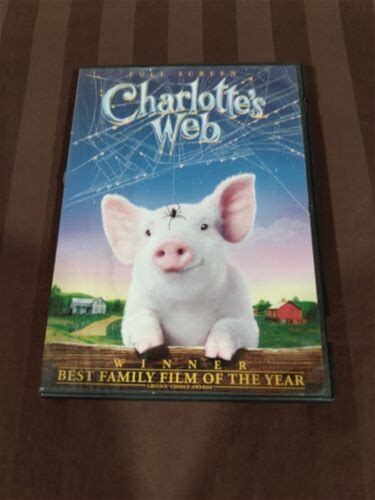 FULL SCREEN
Charlotte's
Web
WINNER
BEST FAMILY FILM OF THE YEAR
CRITICS' CHOICE AWARDS